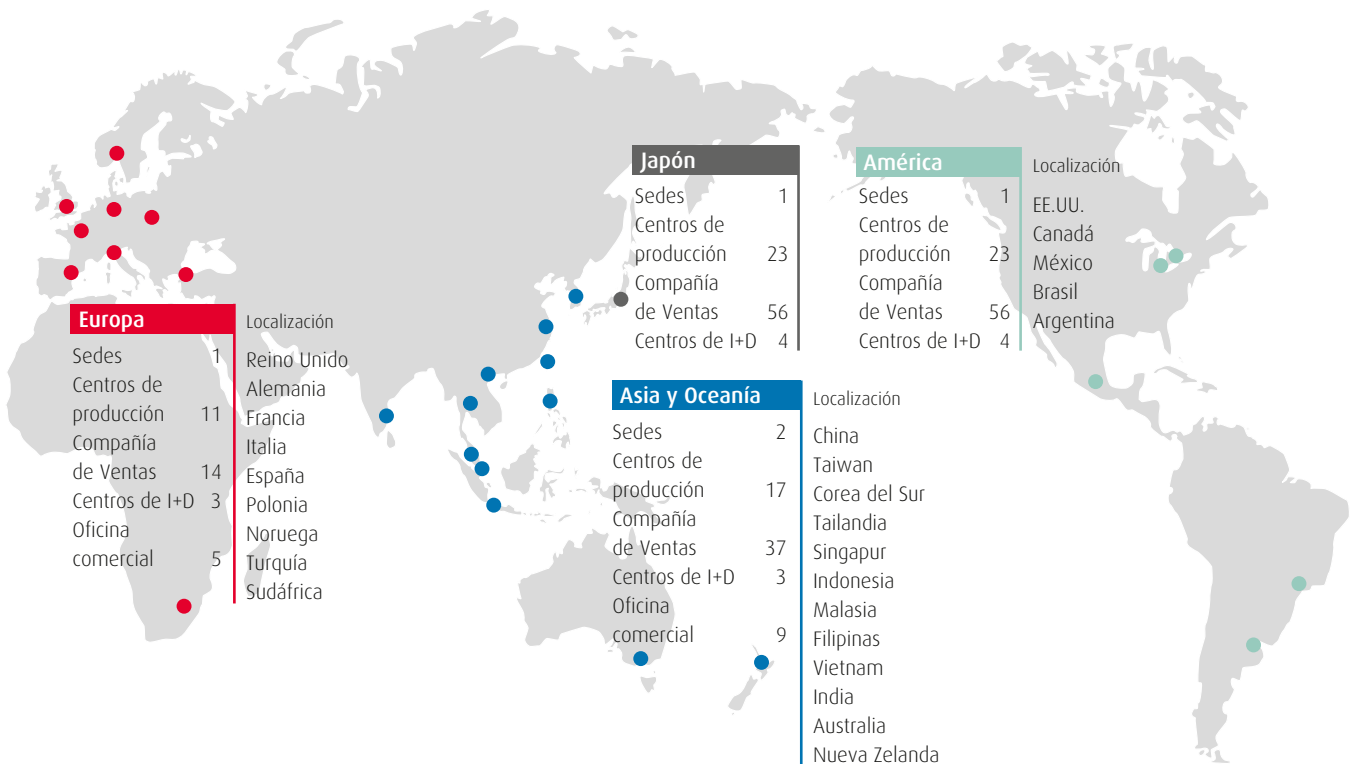 Japón
Sedes 1
Centros de
producción 23
Compañía
de Ventas 56
Centros de I+D 4
América
Sedes 1
Centros de
producción 23
Compañía
de Ventas 56
Centros de I+D 4
Localización
EE.UU.
Canadá
México
Brasil
Argentina
Europa
Sedes 1
Centros de
producción 11
Compañía
de Ventas 14
Centros de I+D 3
Oficina
comercial 5
Localización
Reino Unido
Alemania
Francia
Italia
España
Polonia
Noruega
Turquía
Sudáfrica
Asia y Oceanía
Sedes 2
Centros de
producción 17
Compañía
de Ventas 37
Centros de I+D 3
Oficina
comercial 9
Localización
China
Taiwan
Corea del Sur
Tailandia
Singapur
Indonesia
Malasia
Filipinas
Vietnam
India
Australia
Nueva Zelanda